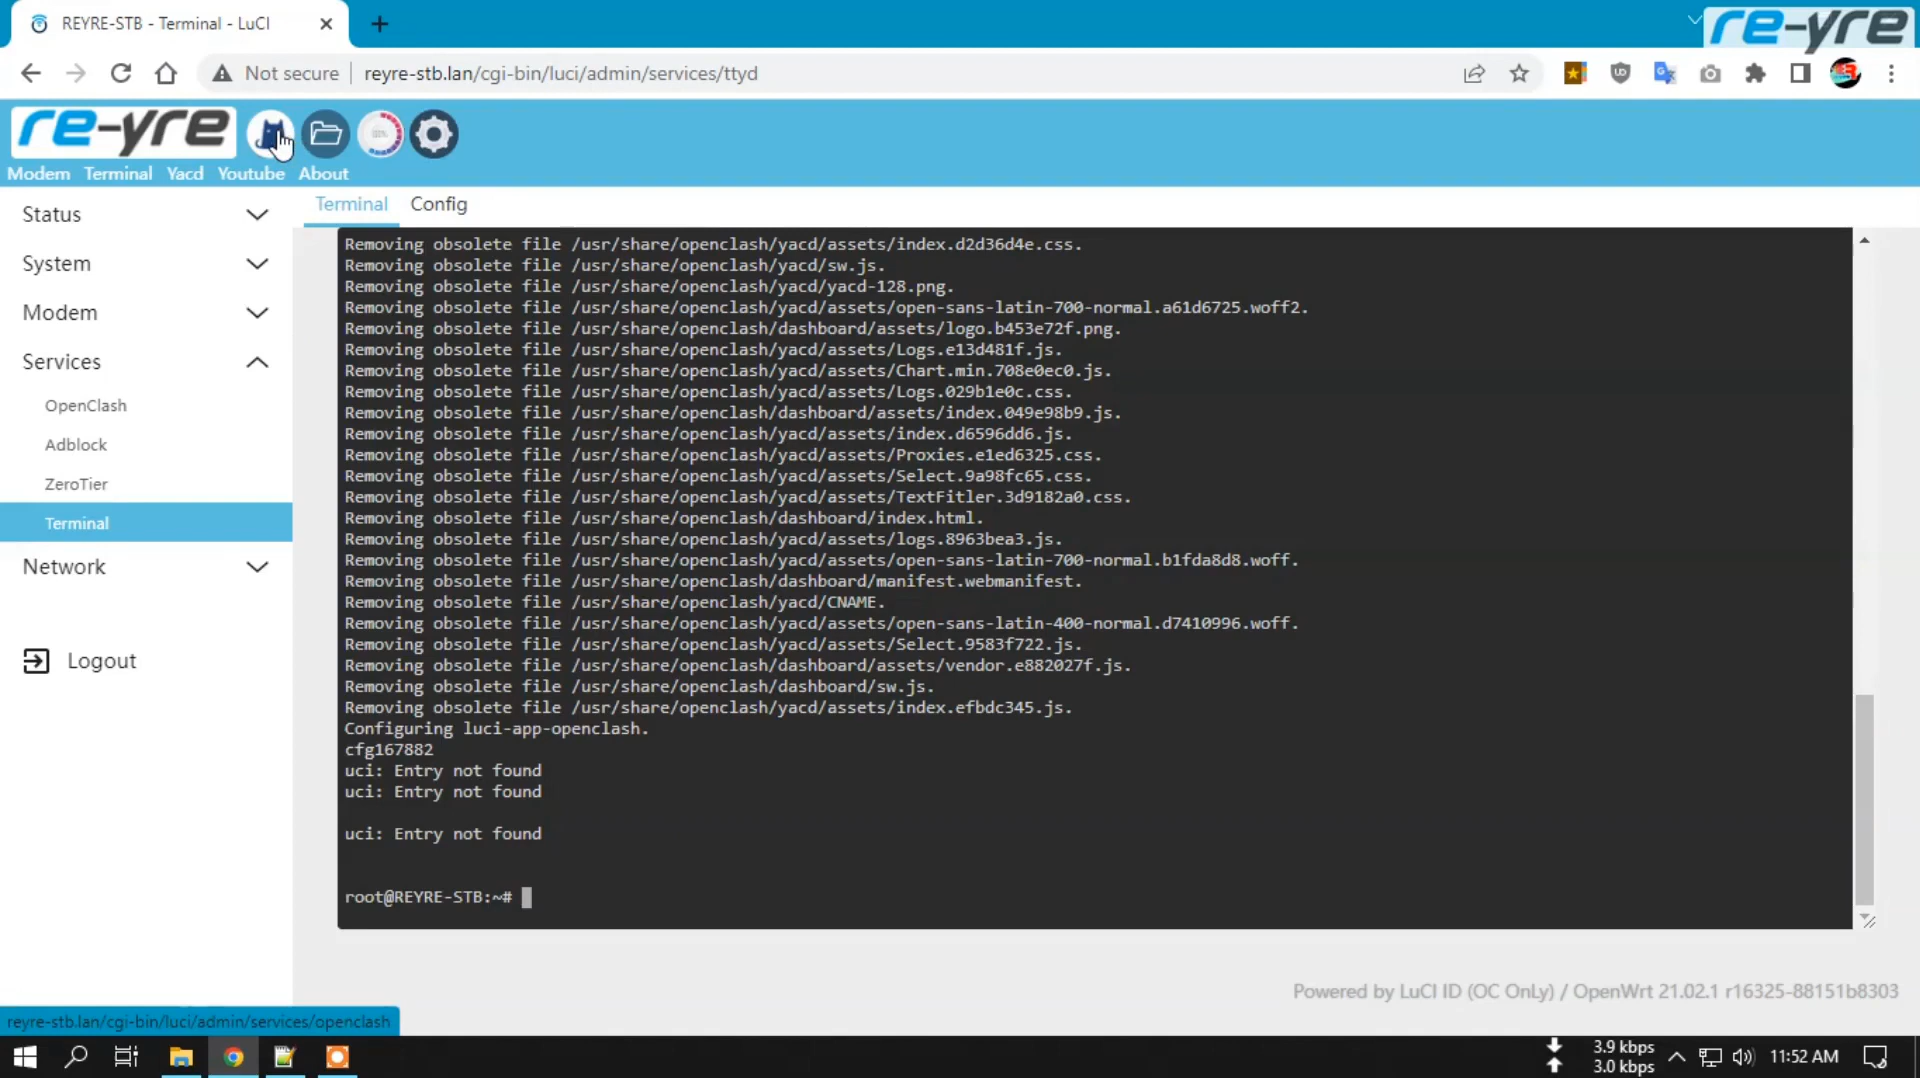 REYRE-STB - Terminal - LuCI
re-yre
Not secure
reyre-stb.lan/cgi-bin/luci/admin/services/ttyd
re-yre
Modem Terminal Yacd Youtube About
Status
System
Modem
Services
OpenClash
Adblock
ZeroTier
Terminal
Network
Logout
Terminal Config
Removing obsolete file /usr/share/openclash/yacd/assets/index.d2d36d4e.css.
Removing obsolete file /usr/share/openclash/yacd/sw.js.
Removing obsolete file /usr/share/openclash/yacd/yacd-128.png.
Removing obsolete file /usr/share/openclash/yacd/assets/open-sans-latin-700-normal.a61d6725.woff2.
Removing obsolete file /usr/share/openclash/dashboard/assets/logo.b453e72f.png.
Removing obsolete file /usr/share/openclash/yacd/assets/Logs.e13d481f.js.
Removing obsolete file /usr/share/openclash/yacd/assets/Chart.min.708e0ec0.js.
Removing obsolete file /usr/share/openclash/yacd/assets/Logs.029b1e0c.css.
Removing obsolete file /usr/share/openclash/dashboard/assets/index.049e98b9.js.
Removing obsolete file /usr/share/openclash/yacd/assets/index.d6596dd6.js.
Removing obsolete file /usr/share/openclash/yacd/assets/Proxies.e1ed6325.css.
Removing obsolete file /usr/share/openclash/yacd/assets/Select.9a98fc65.css.
Removing obsolete file /usr/share/openclash/yacd/assets/TextFitler.3d9182a0.css.
Removing obsolete file /usr/share/openclash/dashboard/index.html.
Removing obsolete file /usr/share/openclash/yacd/assets/logs.8963bea3.js.
Removing obsolete file /usr/share/openclash/yacd/assets/open-sans-latin-700-normal.b1fda8d8.woff.
Removing obsolete file /usr/share/openclash/dashboard/manifest.webmanifest.
Removing obsolete file /usr/share/openclash/yacd/CNAME.
Removing obsolete file /usr/share/openclash/yacd/assets/open-sans-latin-400-normal.d7410996.woff.
Removing obsolete file /usr/share/openclash/yacd/assets/Select.9583f722.js.
Removing obsolete file /usr/share/openclash/dashboard/assets/vendor.e882027f.js.
Removing obsolete file /usr/share/openclash/dashboard/sw.js.
Removing obsolete file /usr/share/openclash/yacd/assets/index.efbdc345.js.
Configuring luci-app-openclash.
cfg167882
uci: Entry not found
uci: Entry not found
uci: Entry not found
root@REYRE-STB:~#
Powered by LuCI ID (OC OnLy) / OpenWrt 21.02.1 r16325-88151b8303
reyre-stb.lan/cgi-bin/luci/admin/services/openclash
3.9 kbps
3.0 kbps
11:52 AM